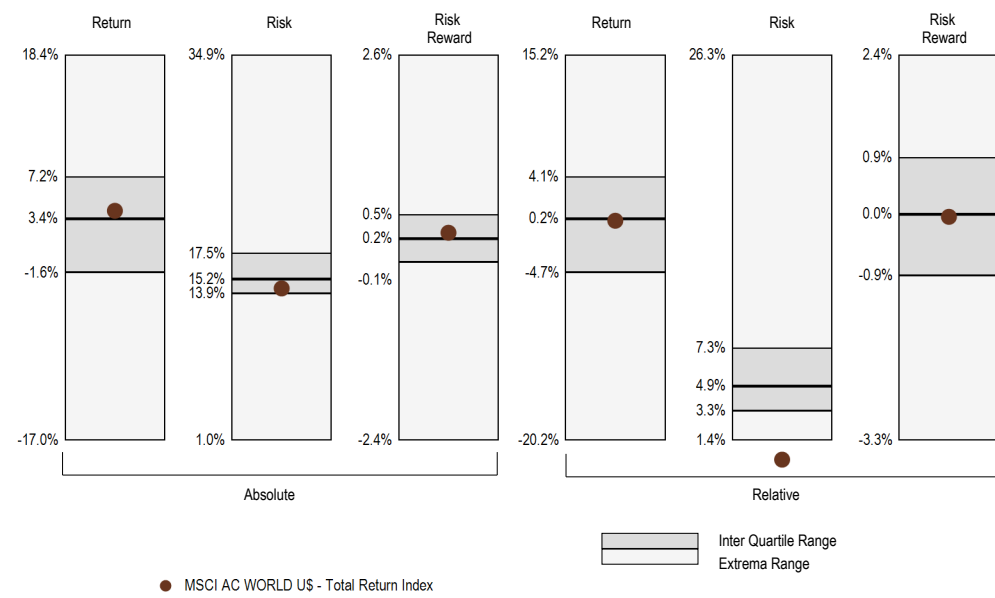 Return
Risk
Risk
Reward
Return
Risk
Risk
Reward
18.4%
34.9%
2.6%
15.2%
26.3%
2.4%
7.2%
3.4%
-1.6%
17.5%
15.2%
13.9%
0.5%
0.2%
-0.1%
4.1%
0.2%
-4.7%
7.3%
4.9%
3.3%
0.9%
0.0%
-0.9%
-17.0%
1.0%
-2.4%
-20.2%
1.4%
-3.3%
Absolute
Relative
Inter Quartile Range
Extrema Range
MSCI AC WORLD U$ - Total Return Index